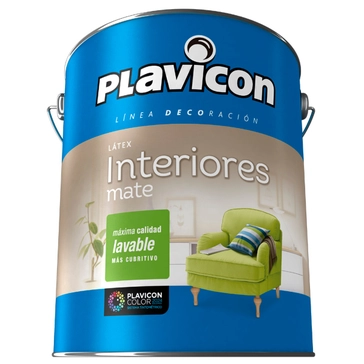 PLAVICON
LÍNEA DECORACIÓN
LÁTEX
Interiores
mate
máxima calidad
lavable
MÁS CUBRITIVO
PLAVICON
COLOR